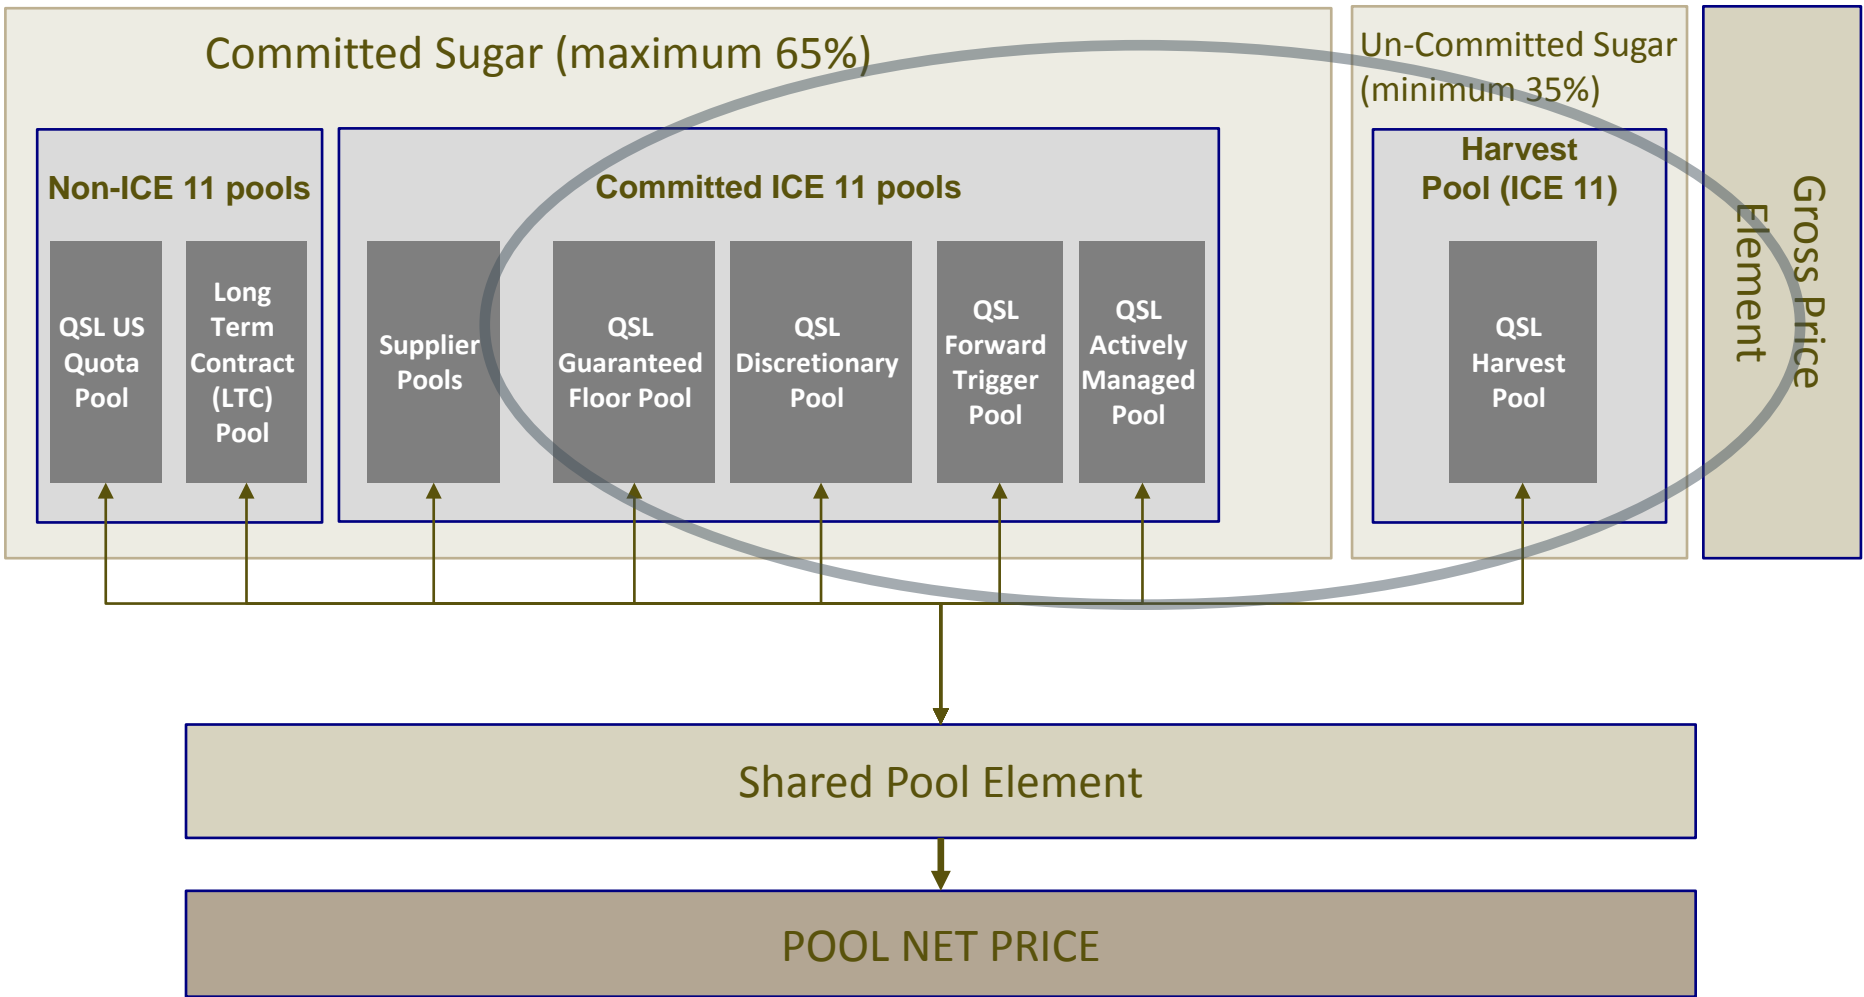 Committed Sugar (maximum 65%)
Un-Committed Sugar
(minimum 35%)
Non-ICE 11 pools
Committed ICE 11 pools
Harvest
Pool (ICE 11)
QSL US
Quota
Pool
Long
Term
Contract
(LTC)
Pool
Supplier
Pools
QSL
Guaranteed
Floor Pool
QSL
Discretionary
Pool
QSL
Forward
Trigger
Pool
QSL
Actively
Managed
Pool
QSL
Harvest
Pool
Gross Price
Element
Shared Pool Element
POOL NET PRICE